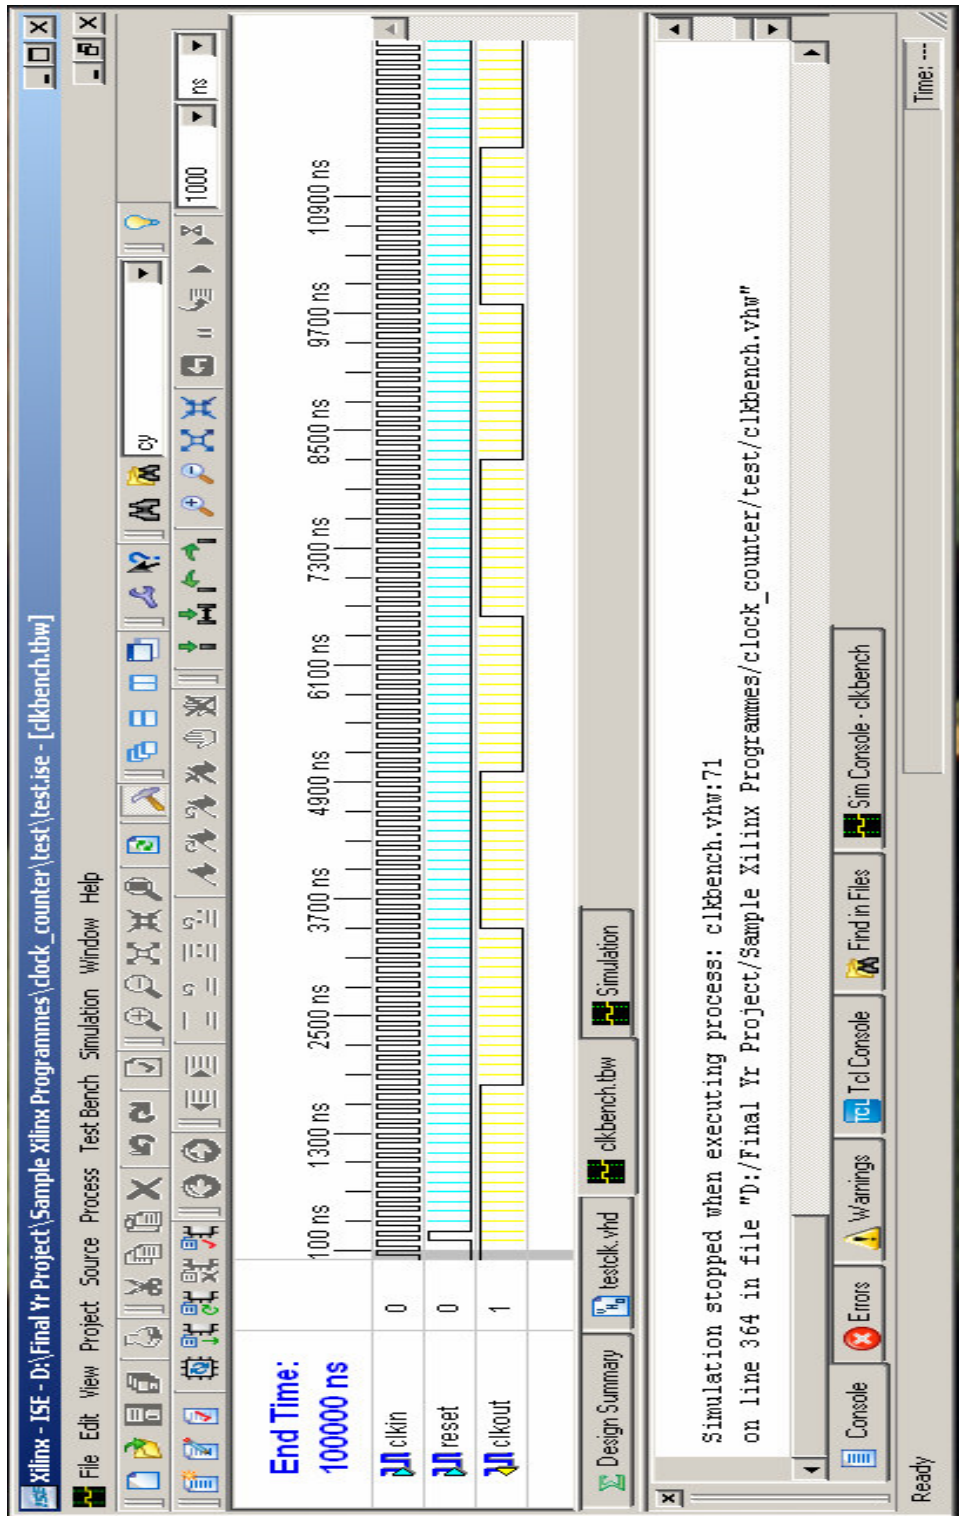 Xilinx - ISE - D:\Final Yr Project\Sample Xilinx Programmes\clock_counter\test\test.ise - [clkbench.tbw]
File Edit View Project Source Process Test Bench Simulation Window Help
cy
1000 ns
End Time:
100000 ns
100 ns 1300 ns 2500 ns 3700 ns 4900 ns 6100 ns 7300 ns 8500 ns 9700 ns 10900 ns
clkin 0
reset 0
clkout 1
Design Summary testclk.vhd clkbench.tbw Simulation
Simulation stopped when executing process: clkbench.vhw:71
on line 364 in file "D:/Final Yr Project/Sample Xilinx Programmes/clock_counter/test/clkbench.vhw"
Console Errors Warnings Tcl Console Find in Files Sim Console - clkbench
Ready Time: ---